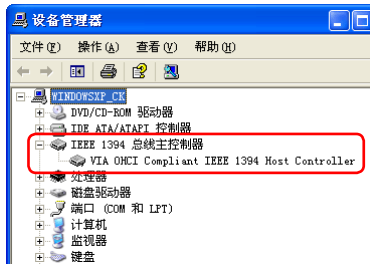 设备管理器
文件(F) 操作(A) 查看(V) 帮助(H)
WINDOWSXP_CK
DVD/CD-ROM 驱动器
IDE ATA/ATAPI 控制器
IEEE 1394 总线主控制器
VIA OHCI Compliant IEEE 1394 Host Controller
处理器
磁盘驱动器
端口 (COM 和 LPT)
计算机
监视器
键盘